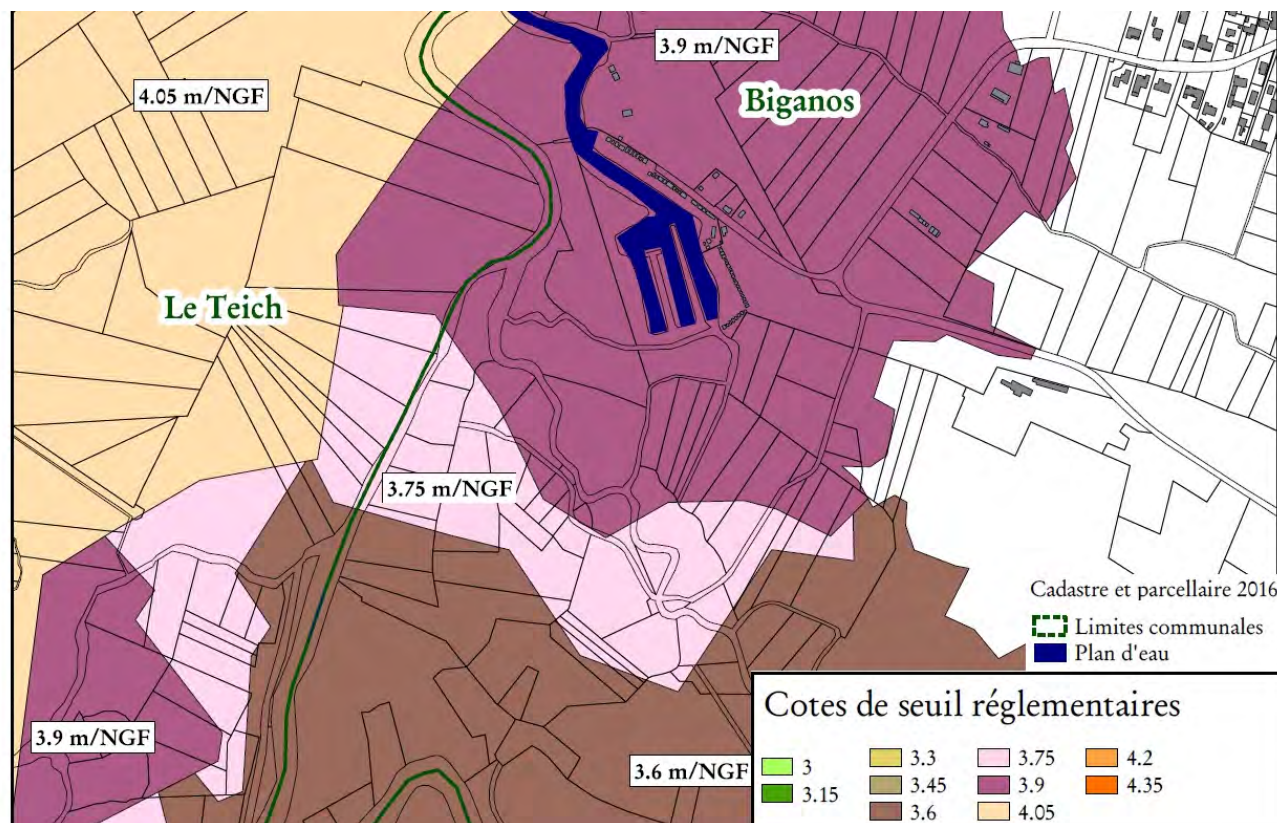 3.9 m/NGF
4.05 m/NGF
Biganos
Le Teich
3.75 m/NGF
Cadastre et parcellaire 2016
Limites communales
Plan d'eau
3.9 m/NGF
3.6 m/NGF
Cotes de seuil réglementaires
3
3.15
3.3
3.45
3.6
3.75
3.9
4.05
4.2
4.35